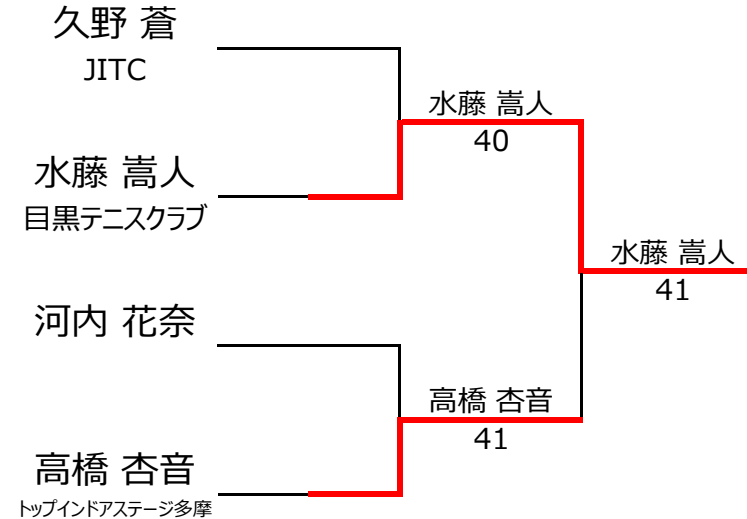 久野 蒼
JITC
水藤 嵩人
40
水藤 嵩人
目黒テニスクラブ
水藤 嵩人
41
河内 花奈
高橋 杏音
41
高橋 杏音
トップインドアステージ多摩